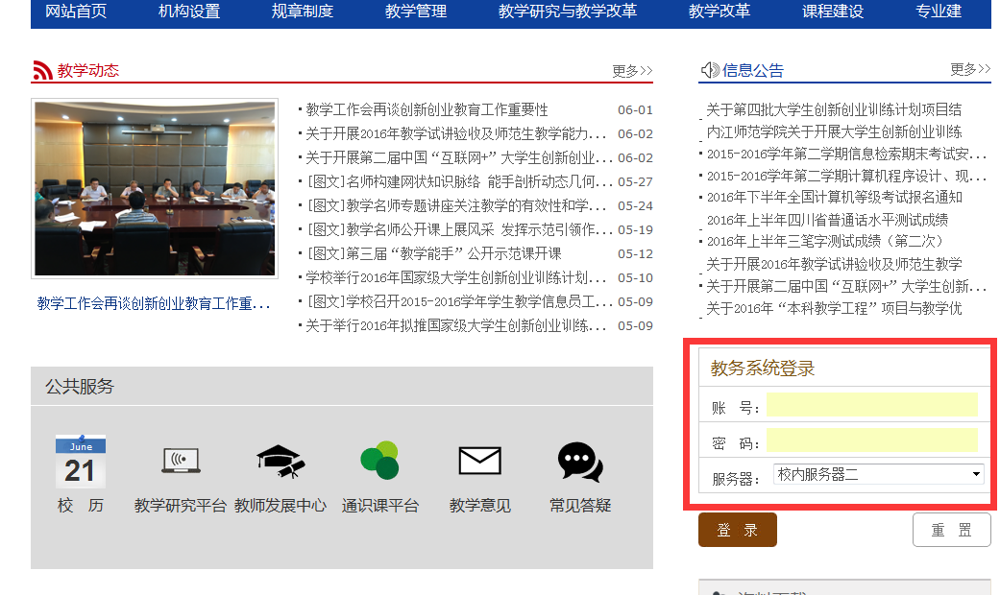 网站首页 机构设置 规章制度 教学管理 教学研究与教学改革 教学改革 课程建设 专业建
教学动态 更多>>
教学工作会再谈创新创业教育工作重要性 06-01
关于开展2016年教学试讲验收及师范生教学能力... 06-02
关于开展第二届中国“互联网+”大学生创新创业... 06-02
[图文]名师构建网状知识脉络 能手剖析动态几何... 05-27
[图文]教学名师专题讲座关注教学的有效性和学... 05-24
[图文]教学名师公开课上展风采 发挥示范引领作... 05-19
[图文]第三届“教学能手”公开示范课开课 05-12
学校举行2016年国家级大学生创新创业训练计划... 05-10
[图文]学校召开2015-2016学年学生教学信息员工... 05-09
关于举行2016年拟推国家级大学生创新创业训练... 05-09
教学工作会再谈创新创业教育工作重...
信息公告 更多>>
关于第四批大学生创新创业训练计划项目结
内江师范学院关于开展大学生创新创业训练
2015-2016学年第二学期信息检索期末考试安...
2015-2016学年第二学期计算机程序设计、现...
2016年下半年全国计算机等级考试报名通知
2016年上半年四川省普通话水平测试成绩
2016年上半年三笔字测试成绩（第二次）
关于开展2016年教学试讲验收及师范生教学
关于开展第二届中国“互联网+”大学生创新...
关于2016年“本科教学工程”项目与教学优
公共服务
June
21
校 历 教学研究平台 教师发展中心 通识课平台 教学意见 常见答疑
教务系统登录
账 号:
密 码:
服务器: 校内服务器二
登 录 重 置